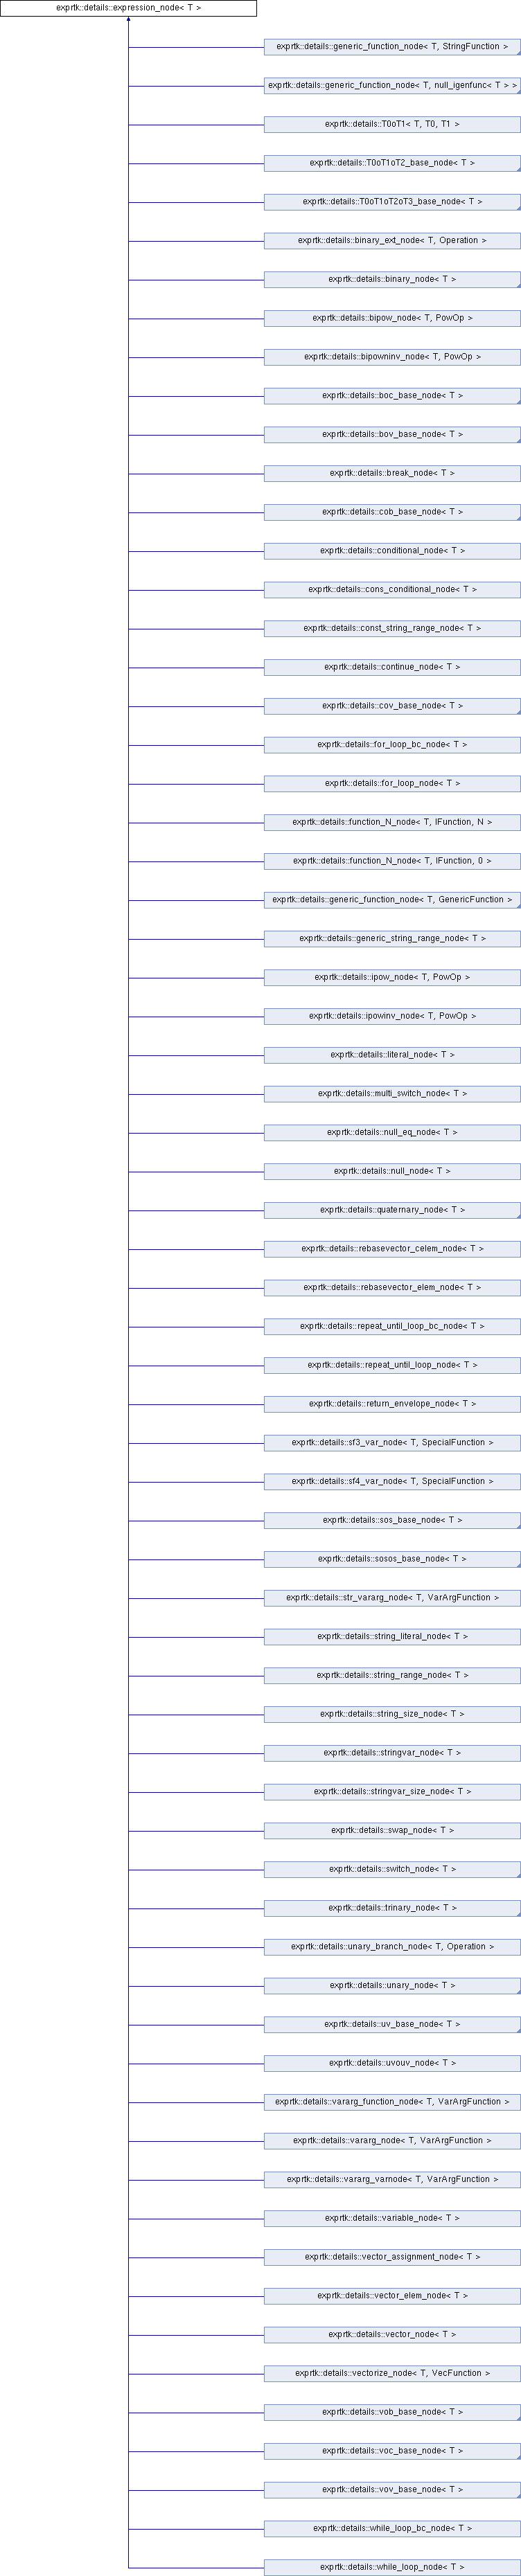 exprtk::details::expression_node< T >
exprtk::details::generic_function_node< T, StringFunction >
exprtk::details::generic_function_node< T, null_igenfunc< T > >
exprtk::details::T0oT1< T, T0, T1 >
exprtk::details::T0oT1oT2_base_node< T >
exprtk::details::T0oT1oT2oT3_base_node< T >
exprtk::details::binary_ext_node< T, Operation >
exprtk::details::binary_node< T >
exprtk::details::bipow_node< T, PowOp >
exprtk::details::bipowninv_node< T, PowOp >
exprtk::details::boc_base_node< T >
exprtk::details::bov_base_node< T >
exprtk::details::break_node< T >
exprtk::details::cob_base_node< T >
exprtk::details::conditional_node< T >
exprtk::details::cons_conditional_node< T >
exprtk::details::const_string_range_node< T >
exprtk::details::continue_node< T >
exprtk::details::cov_base_node< T >
exprtk::details::for_loop_bc_node< T >
exprtk::details::for_loop_node< T >
exprtk::details::function_N_node< T, IFunction, N >
exprtk::details::function_N_node< T, IFunction, 0 >
exprtk::details::generic_function_node< T, GenericFunction >
exprtk::details::generic_string_range_node< T >
exprtk::details::ipow_node< T, PowOp >
exprtk::details::ipowinv_node< T, PowOp >
exprtk::details::literal_node< T >
exprtk::details::multi_switch_node< T >
exprtk::details::null_eq_node< T >
exprtk::details::null_node< T >
exprtk::details::quaternary_node< T >
exprtk::details::rebasevector_celem_node< T >
exprtk::details::rebasevector_elem_node< T >
exprtk::details::repeat_until_loop_bc_node< T >
exprtk::details::repeat_until_loop_node< T >
exprtk::details::return_envelope_node< T >
exprtk::details::sf3_var_node< T, SpecialFunction >
exprtk::details::sf4_var_node< T, SpecialFunction >
exprtk::details::sos_base_node< T >
exprtk::details::sosos_base_node< T >
exprtk::details::str_vararg_node< T, VarArgFunction >
exprtk::details::string_literal_node< T >
exprtk::details::string_range_node< T >
exprtk::details::string_size_node< T >
exprtk::details::stringvar_node< T >
exprtk::details::stringvar_size_node< T >
exprtk::details::swap_node< T >
exprtk::details::switch_node< T >
exprtk::details::trinary_node< T >
exprtk::details::unary_branch_node< T, Operation >
exprtk::details::unary_node< T >
exprtk::details::uv_base_node< T >
exprtk::details::uvouv_node< T >
exprtk::details::vararg_function_node< T, VarArgFunction >
exprtk::details::vararg_node< T, VarArgFunction >
exprtk::details::vararg_varnode< T, VarArgFunction >
exprtk::details::variable_node< T >
exprtk::details::vector_assignment_node< T >
exprtk::details::vector_elem_node< T >
exprtk::details::vector_node< T >
exprtk::details::vectorize_node< T, VecFunction >
exprtk::details::vob_base_node< T >
exprtk::details::voc_base_node< T >
exprtk::details::vov_base_node< T >
exprtk::details::while_loop_bc_node< T >
exprtk::details::while_loop_node< T >